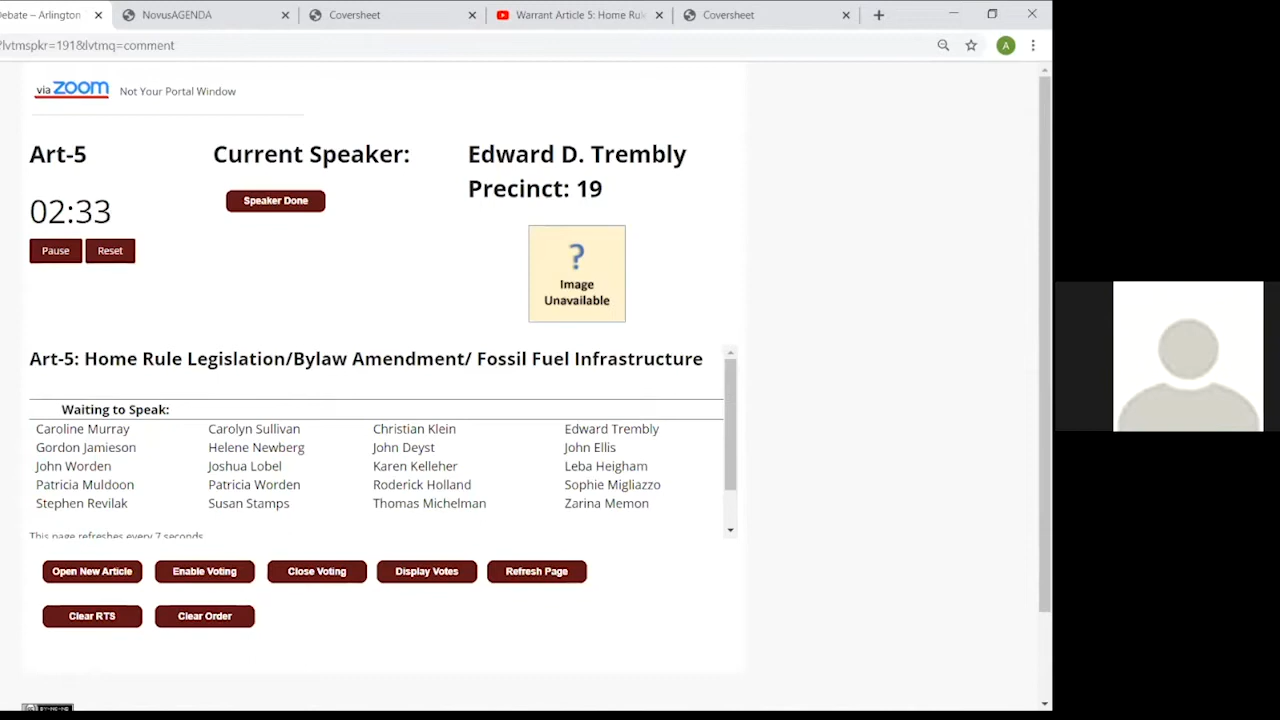 Debate – Arlington
NovusAGENDA
Coversheet
Warrant Article 5: Home Rul
Coversheet
?lvtmspkr=191&lvtmq=comment
A
via zoom Not Your Portal Window
Art-5
Current Speaker:
Edward D. Trembly
Precinct: 19
Speaker Done
02:33
Pause Reset
?
Image
Unavailable
Art-5: Home Rule Legislation/Bylaw Amendment/ Fossil Fuel Infrastructure
Waiting to Speak:
Caroline Murray Carolyn Sullivan Christian Klein Edward Trembly
Gordon Jamieson Helene Newberg John Deyst John Ellis
John Worden Joshua Lobel Karen Kelleher Leba Heigham
Patricia Muldoon Patricia Worden Roderick Holland Sophie Migliazzo
Stephen Revilak Susan Stamps Thomas Michelman Zarina Memon
This page refreshes every 7 seconds
Open New Article Enable Voting Close Voting Display Votes Refresh Page
Clear RTS Clear Order